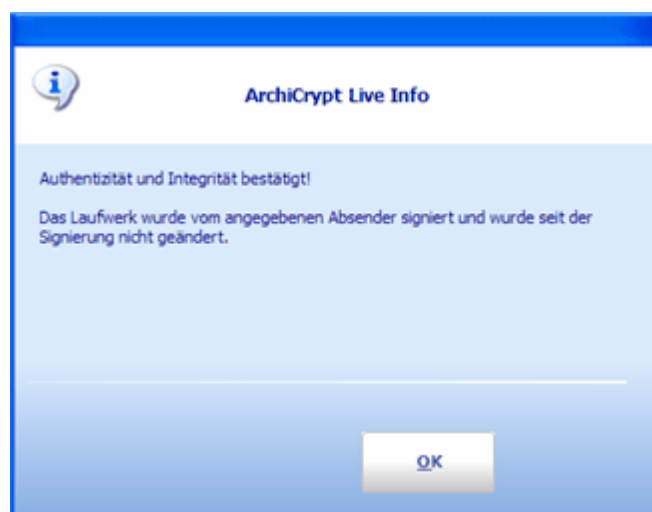 ArchiCrypt Live Info
Authentizität und Integrität bestätigt!
Das Laufwerk wurde vom angegebenen Absender signiert und wurde seit der
Signierung nicht geändert.
OK